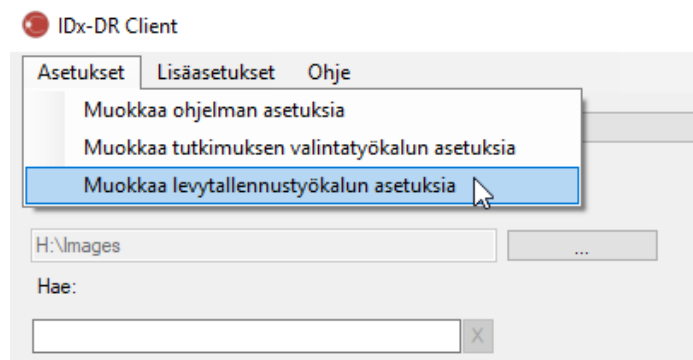 IDx-DR Client
Asetukset Lisäasetukset Ohje
Muokkaa ohjelman asetuksia
Muokkaa tutkimuksen valintatyökalun asetuksia
Muokkaa levytallennustyökalun asetuksia
H:\Images ...
Hae:
X